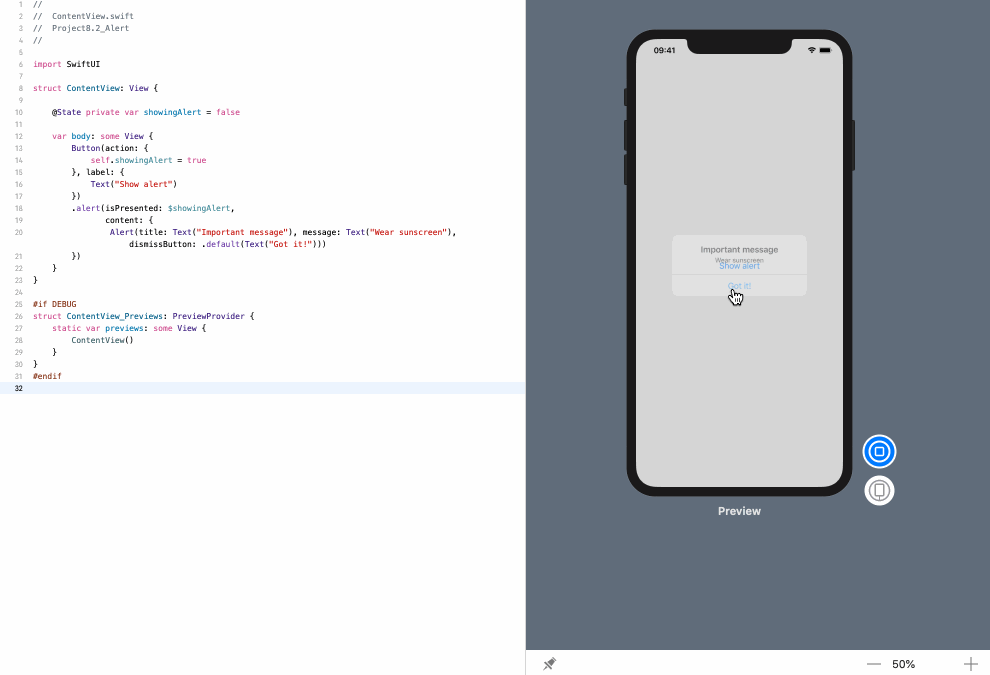 1 //
2 //  ContentView.swift
3 //  Project8.2_Alert
4 //
5
6 import SwiftUI
7
8 struct ContentView: View {
9
10     @State private var showingAlert = false
11
12     var body: some View {
13         Button(action: {
14             self.showingAlert = true
15         }, label: {
16             Text("Show alert")
17         })
18         .alert(isPresented: $showingAlert,
19                content: {
20                 Alert(title: Text("Important message"), message: Text("Wear sunscreen"),
                    dismissButton: .default(Text("Got it!")))
21         })
22     }
23 }
24
25 #if DEBUG
26 struct ContentView_Previews: PreviewProvider {
27     static var previews: some View {
28         ContentView()
29     }
30 }
31 #endif
32
09:41
Important message
Wear sunscreen
Show alert
Got it!
Preview
50%